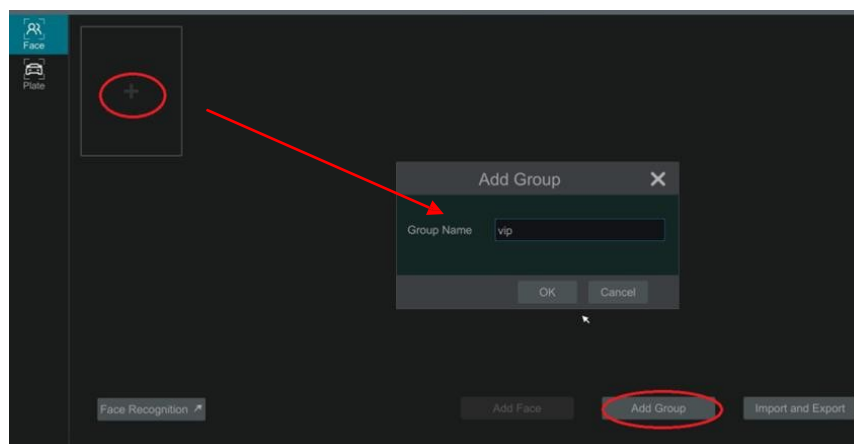 Face
Plate
+
Add Group
Group Name vip
OK Cancel
Face Recognition Add Face Add Group Import and Export